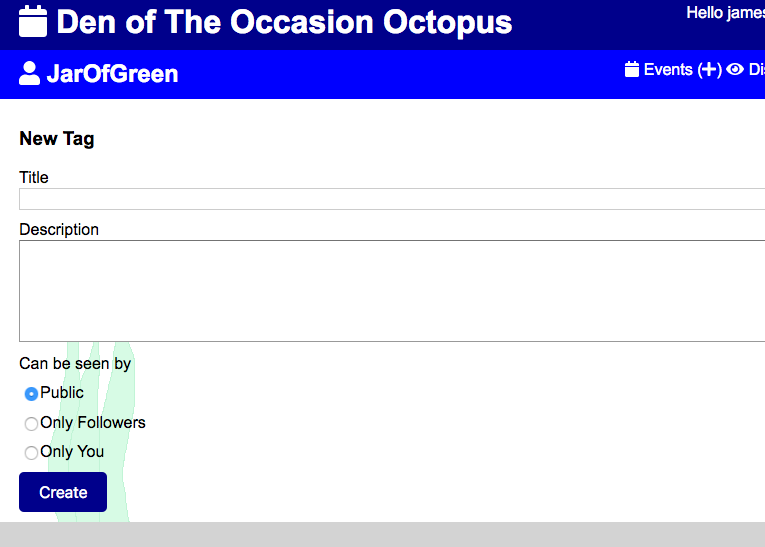 Den of The Occasion Octopus
Hello james
JarOfGreen
Events (+)
New Tag
Title
Description
Can be seen by
Public
Only Followers
Only You
Create